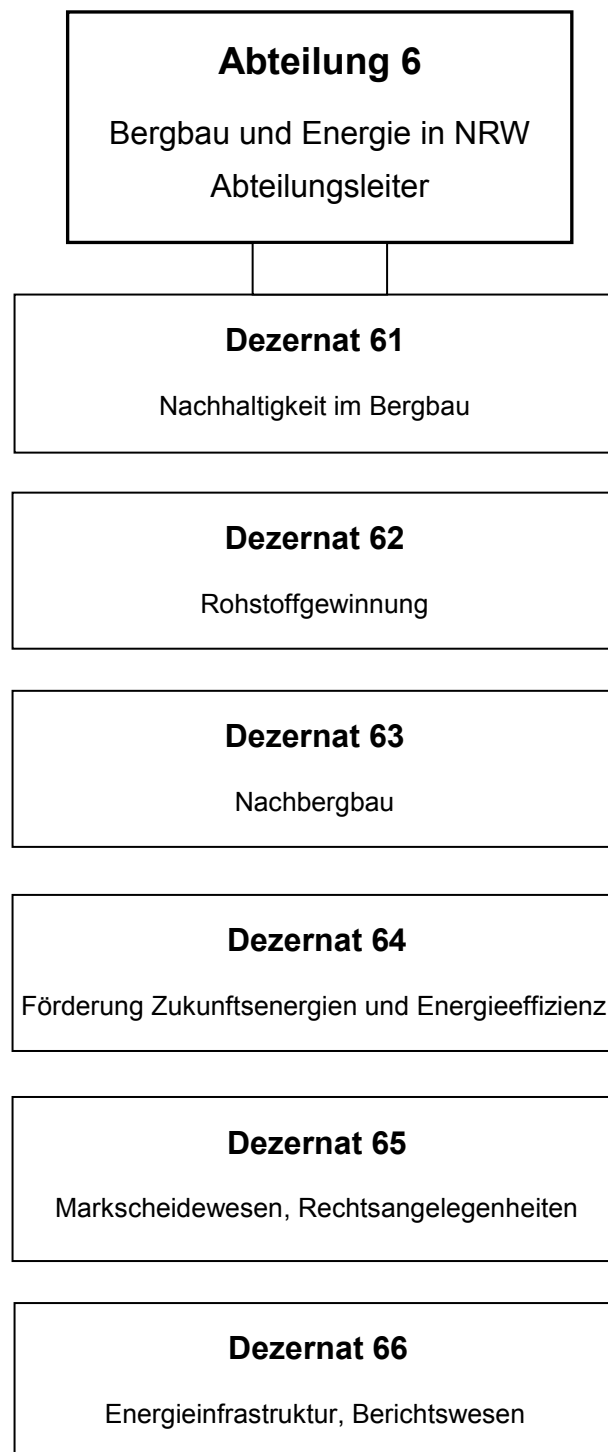 Abteilung 6
Bergbau und Energie in NRW
Abteilungsleiter
Dezernat 61
Nachhaltigkeit im Bergbau
Dezernat 62
Rohstoffgewinnung
Dezernat 63
Nachbergbau
Dezernat 64
Förderung Zukunftsenergien und Energieeffizienz
Dezernat 65
Markscheidewesen, Rechtsangelegenheiten
Dezernat 66
Energieinfrastruktur, Berichtswesen